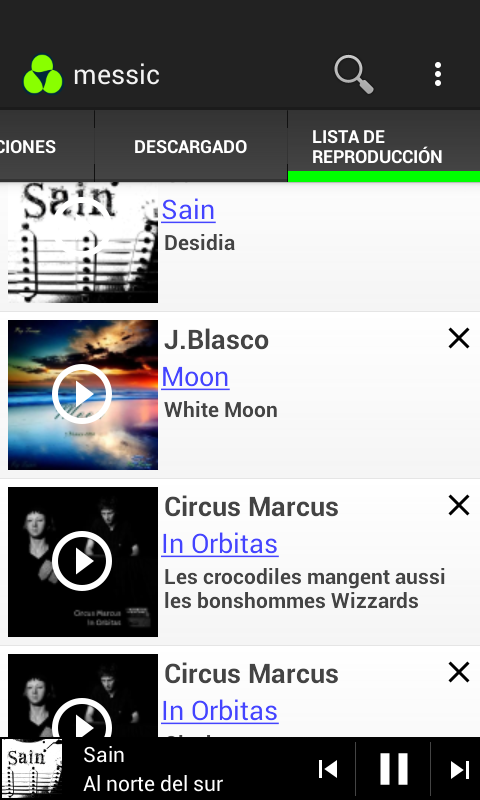 messic
CIONES
DESCARGADO
LISTA DE
REPRODUCCIÓN
Sain
Sain
Desidia
J.Blasco
Moon
White Moon
Circus Marcus
In Orbitas
Les crocodiles mangent aussi
les bonshommes Wizzards
Circus Marcus
In Orbitas
Circus Marcus
In Orbitas
Sain
Sain
Al norte del sur